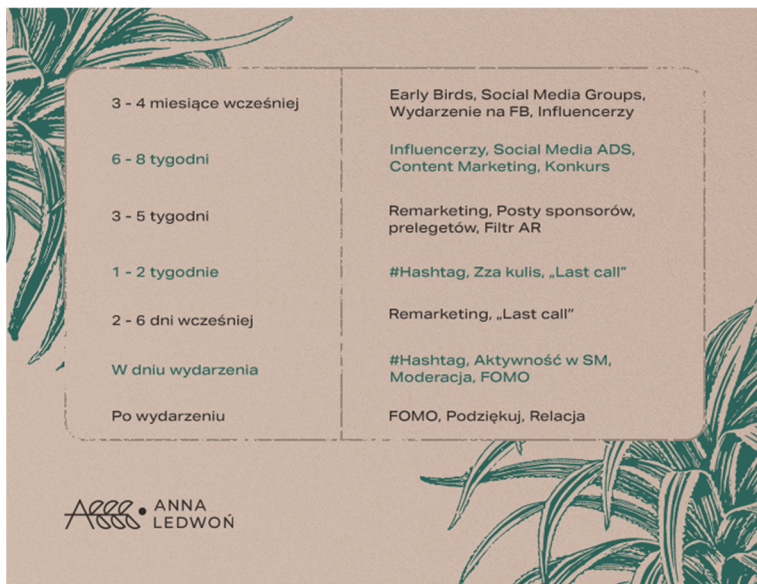 3 - 4 miesiące wcześniej
Early Birds, Social Media Groups,
Wydarzenie na FB, Influencerzy
6 - 8 tygodni
Influencerzy, Social Media ADS,
Content Marketing, Konkurs
3 - 5 tygodni
Remarketing, Posty sponsorów,
prelegetów, Filtr AR
1 - 2 tygodnie
#Hashtag, Zza kulis, „Last call”
2 - 6 dni wcześniej
Remarketing, „Last call”
W dniu wydarzenia
#Hashtag, Aktywność w SM,
Moderacja, FOMO
Po wydarzeniu
FOMO, Podziękuj, Relacja
ANNA
LEDWOŃ